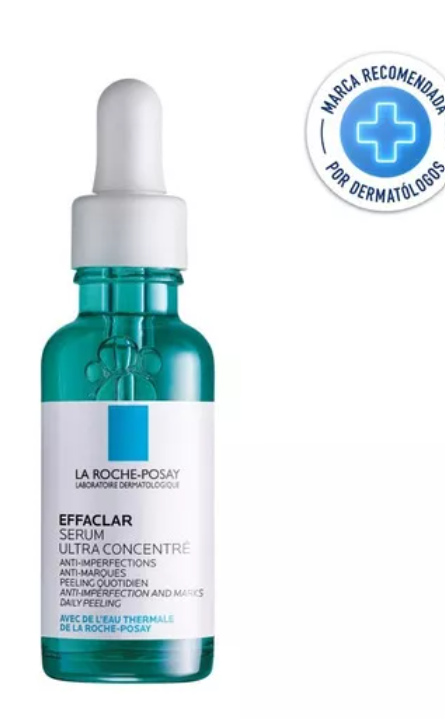 MARCA RECOMENDADA
POR DERMATÓLOGOS
LA ROCHE-POSAY
LABORATOIRE DERMATOLOGIQUE
EFFACLAR
SERUM
ULTRA CONCENTRÉ
ANTI-IMPERFECTIONS
ANTI-MARQUES
PEELING QUOTIDIEN
ANTI-IMPERFECTION AND MARKS
DAILY PEELING
AVEC DE L'EAU THERMALE
DE LA ROCHE-POSAY